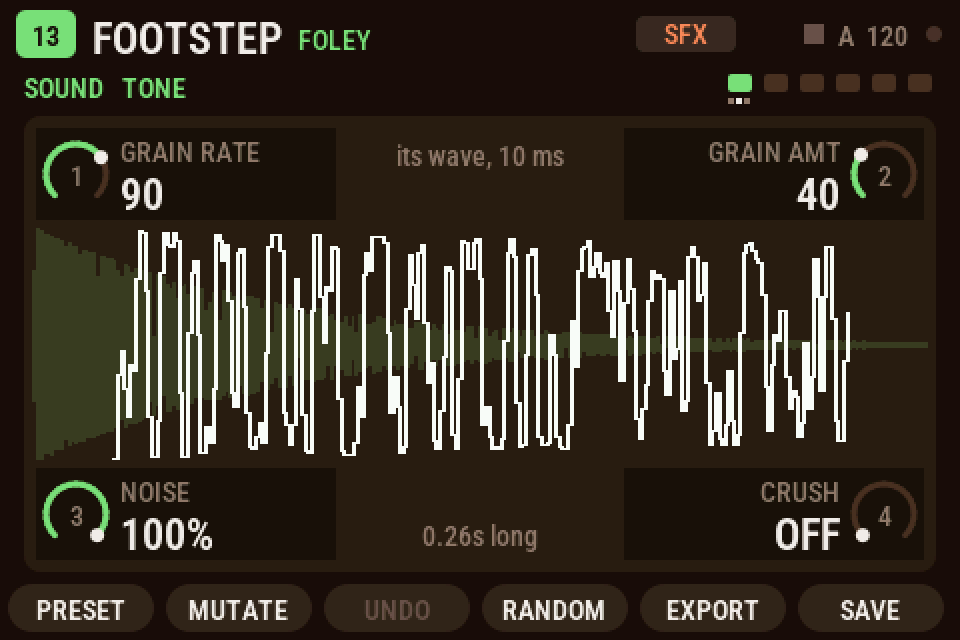 13 FOOTSTEP FOLEY SFX A 120
SOUND TONE
1 GRAIN RATE
90
its wave, 10 ms
GRAIN AMT 2
40
3 NOISE
100%
0.26s long
CRUSH 4
OFF
PRESET MUTATE UNDO RANDOM EXPORT SAVE